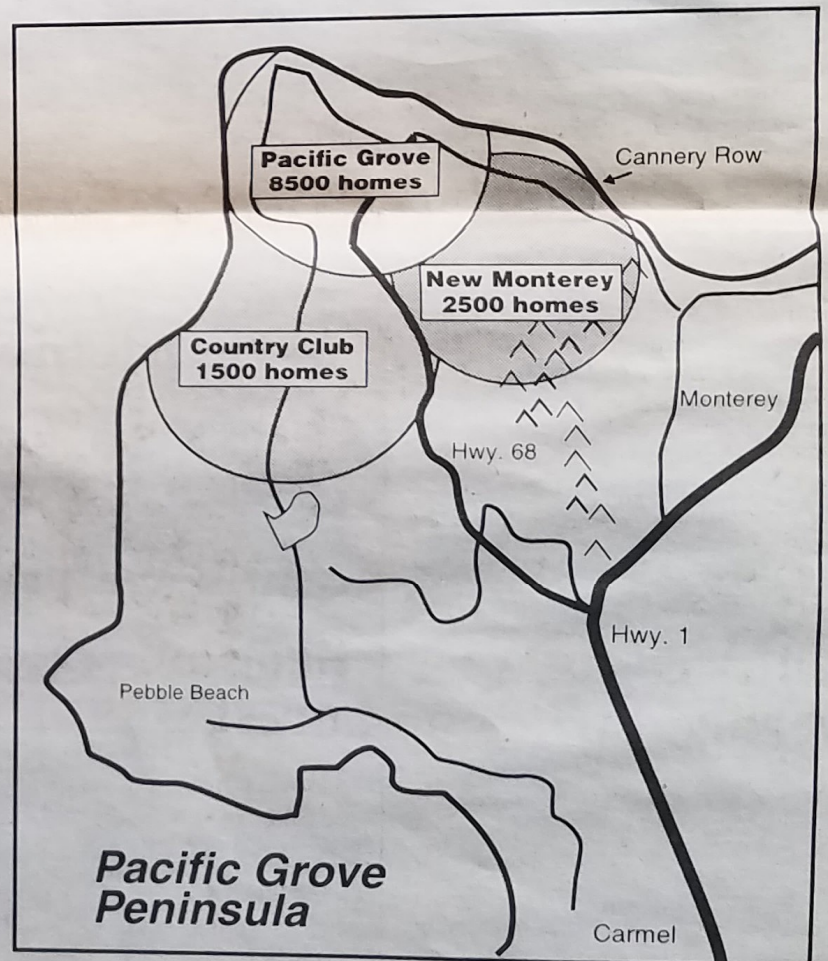 Cannery Row
Pacific Grove
8500 homes
New Monterey
2500 homes
Country Club
1500 homes
Monterey
Hwy. 68
Hwy. 1
Pebble Beach
Pacific Grove
Peninsula
Carmel